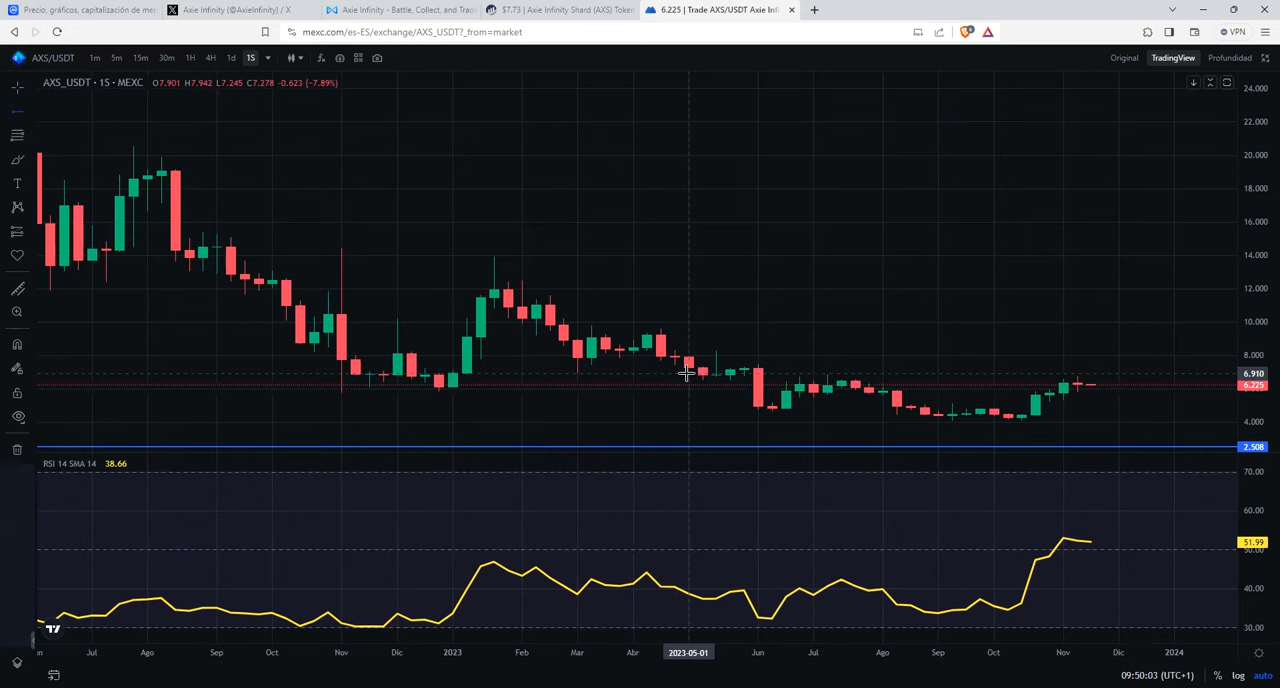 Precio, gráficos, capitalización de mer
Axie Infinity (@AxieInfinity) / X
Axie Infinity - Battle, Collect, and Trade
$7.73 | Axie Infinity Shard (AXS) Token
6.225 | Trade AXS/USDT Axie Infi
mexc.com/es-ES/exchange/AXS_USDT?_from=market
VPN
AXS/USDT 1m 5m 15m 30m 1H 4H 1d 1S
Original TradingView Profundidad
AXS_USDT · 1S · MEXC O7.901 H7.942 L7.245 C7.278 -0.623 (−7.89%)
24.000
22.000
20.000
18.000
16.000
14.000
12.000
10.000
8.000
6.910
6.225
4.000
2.508
RSI 14 SMA 14 38.66
70.00
60.00
51.99
50.00
40.00
30.00
Jul Ago Sep Oct Nov Dic 2023 Feb Mar Abr 2023-05-01 Jun Jul Ago Sep Oct Nov Dic 2024
09:50:03 (UTC+1) % log auto